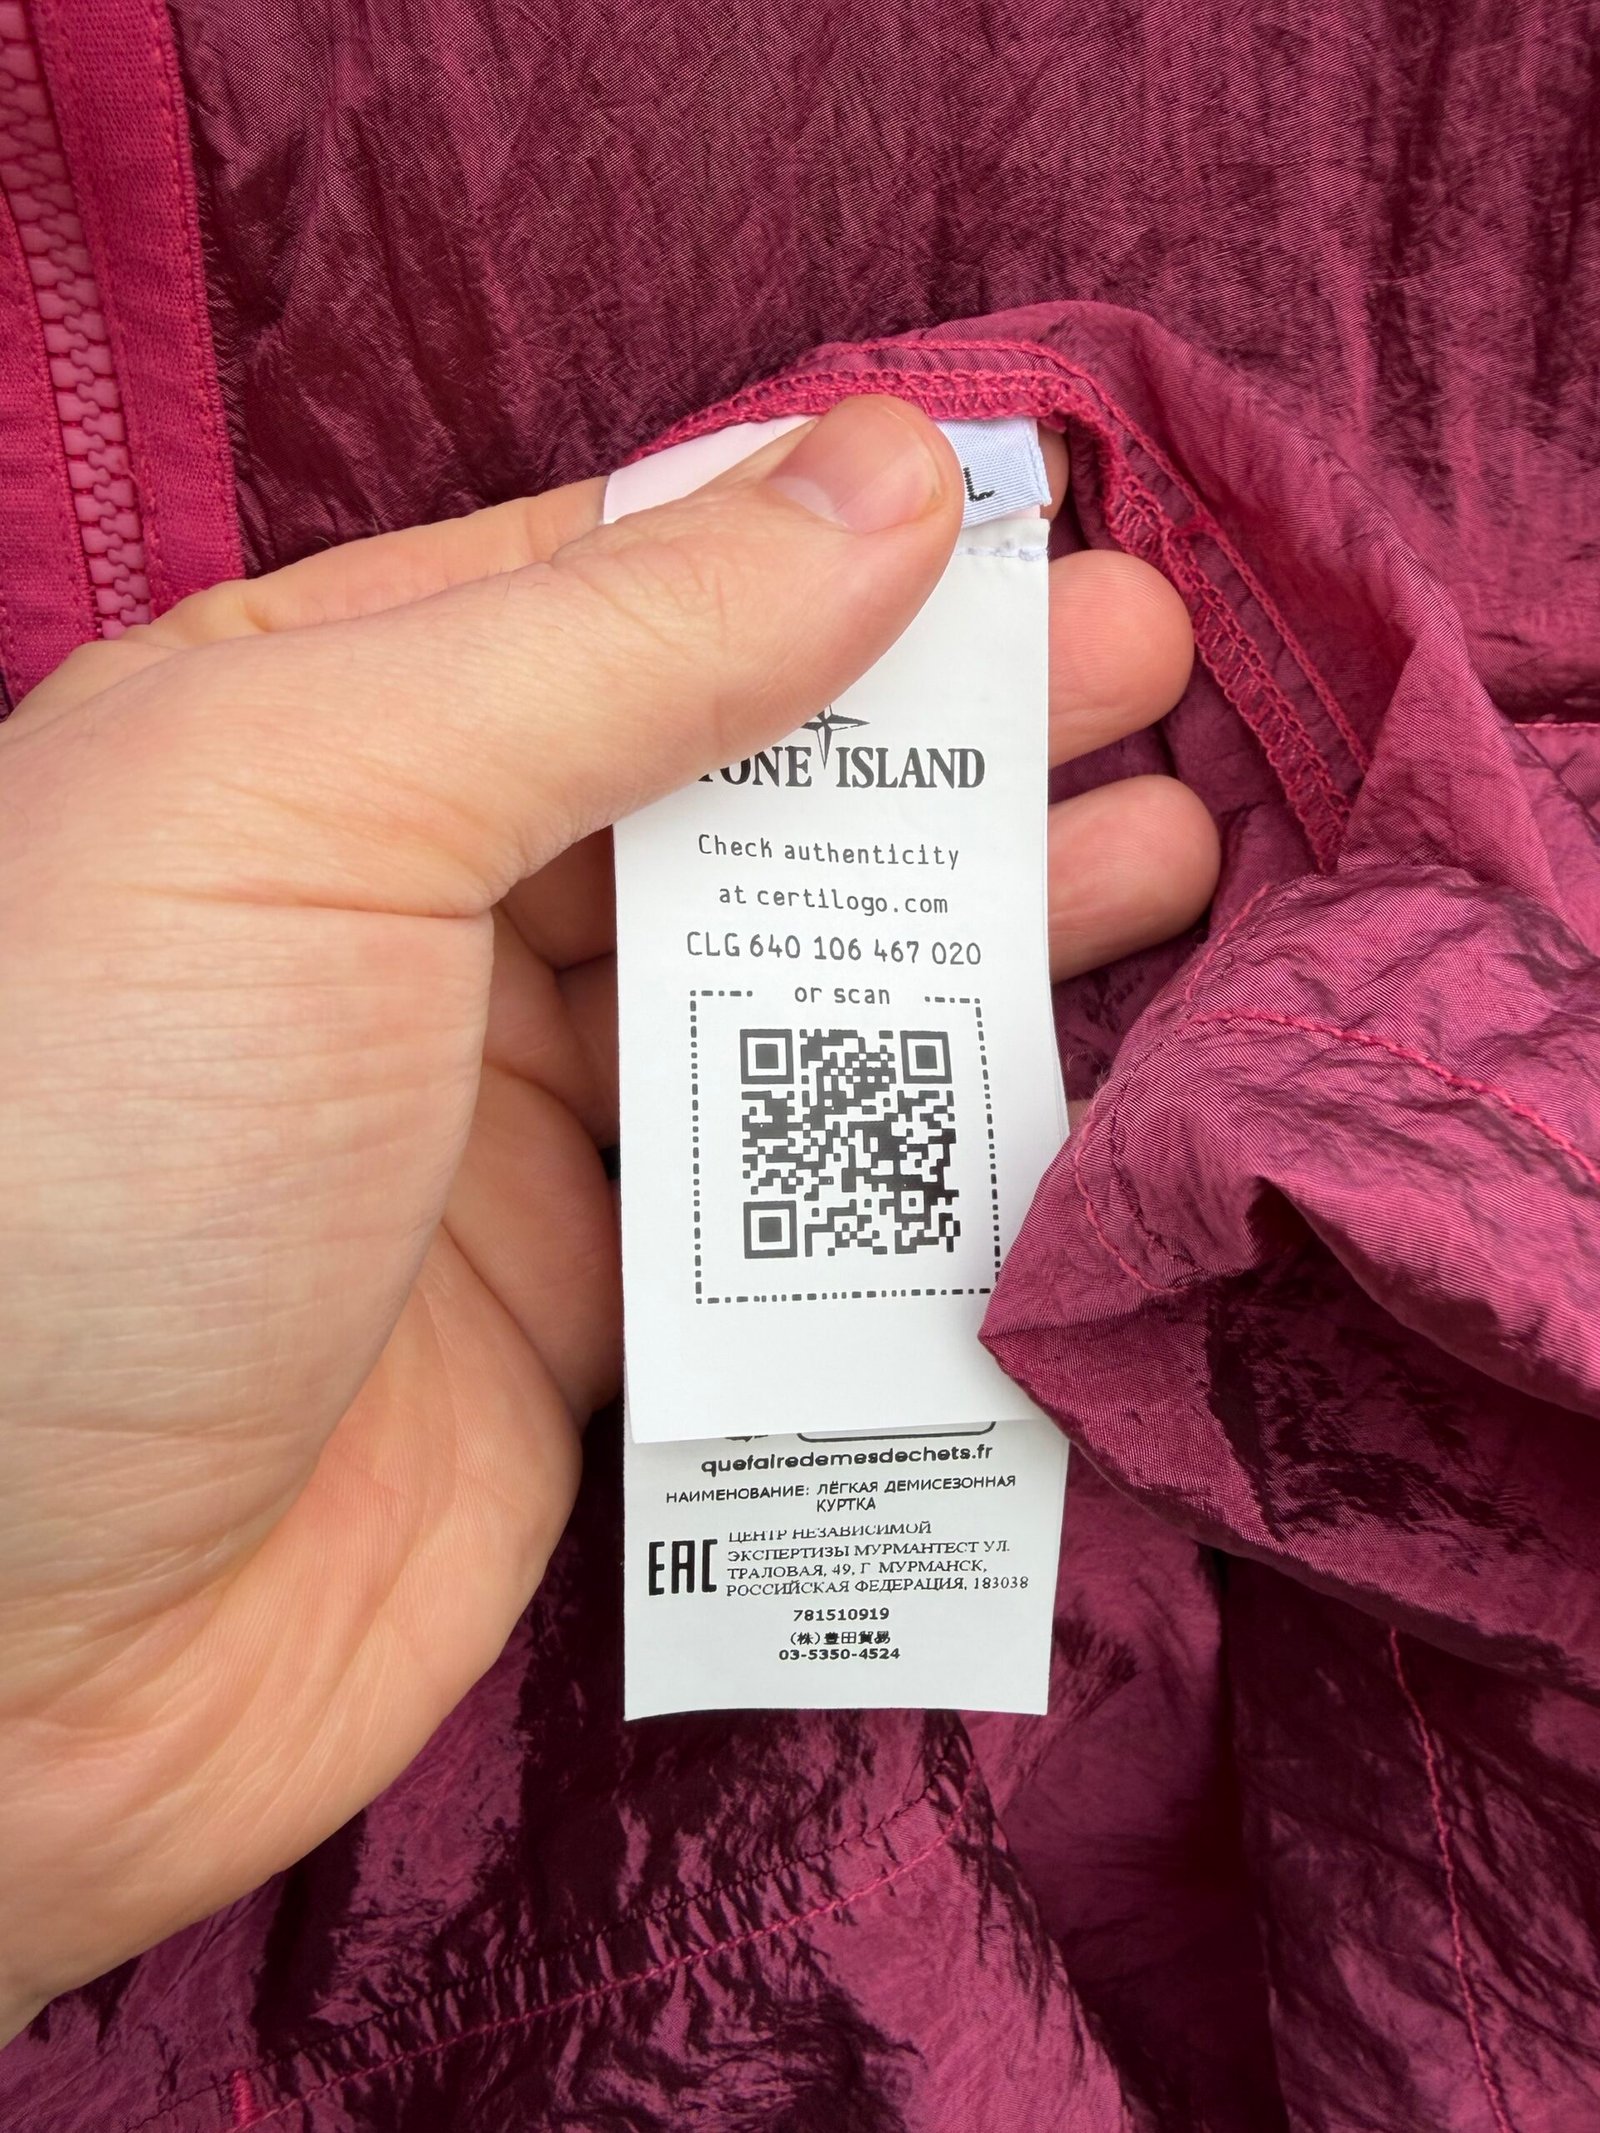 L
STONE ISLAND
Check authenticity
at certilogo.com
CLG 640 106 467 020
or scan
quefairedemesdechets.fr
НАИМЕНОВАНИЕ: ЛЁГКАЯ ДЕМИСЕЗОННАЯ
КУРТКА
EAC
ЦЕНТР НЕЗАВИСИМОЙ
ЭКСПЕРТИЗЫ МУРМАНТЕСТ УЛ.
ТРАЛОВАЯ, 49, Г МУРМАНСК,
РОССИЙСКАЯ ФЕДЕРАЦИЯ, 183038
781510919
(株)豊田貿易
03-5350-4524